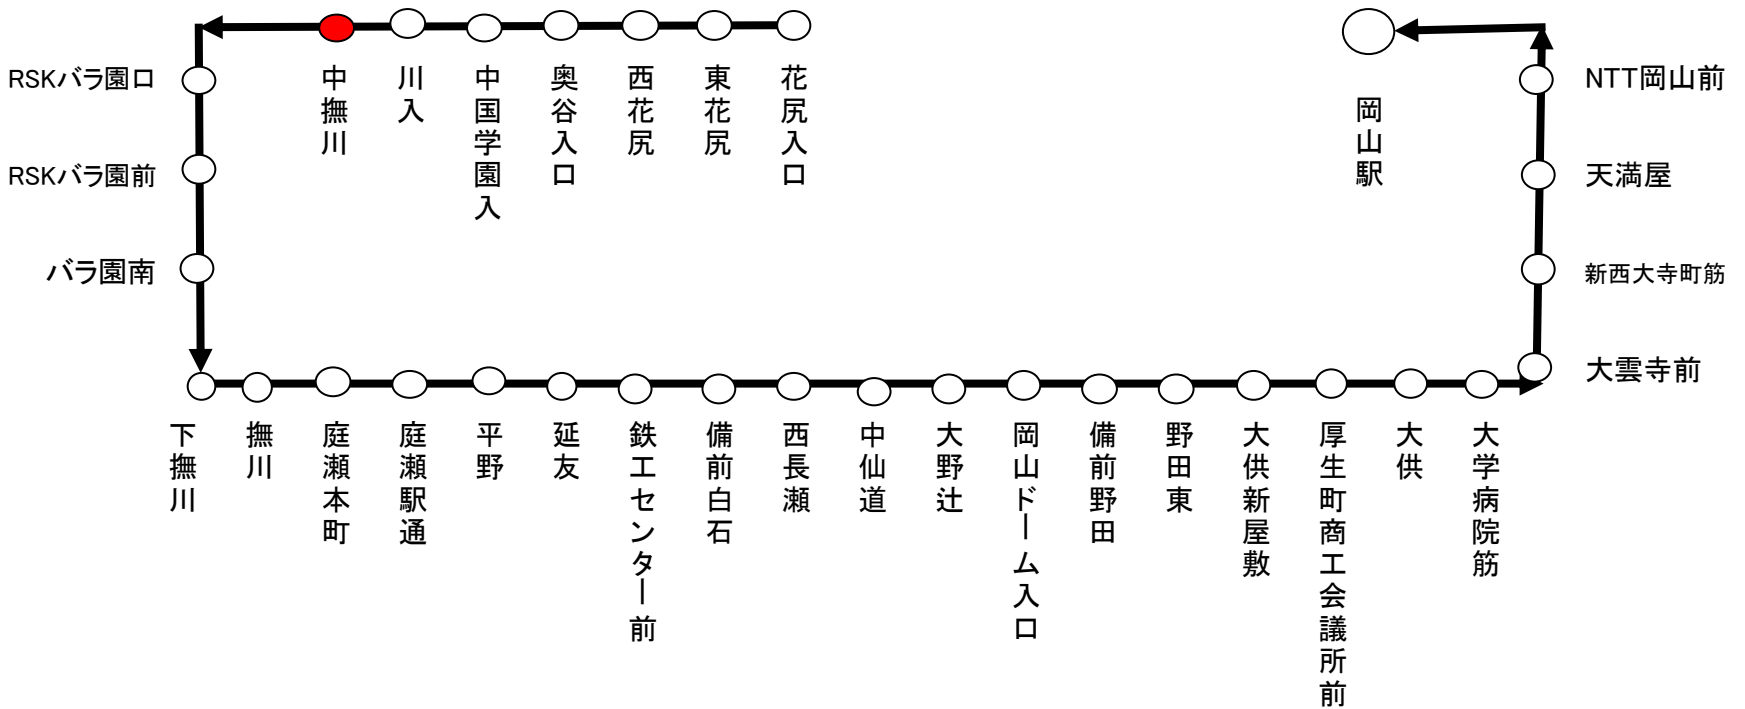 花尻入口
東花尻
西花尻
奥谷入口
中国学園入
川入
中撫川
RSKバラ園口
RSKバラ園前
バラ園南
下撫川
撫川
庭瀬本町
庭瀬駅通
平野
延友
鉄工センター前
備前白石
西長瀬
中仙道
大野辻
岡山ドーム入口
備前野田
野田東
大供新屋敷
厚生町商工会議所前
大供
大学病院筋
大雲寺前
新西大寺町筋
天満屋
NTT岡山前
岡山駅